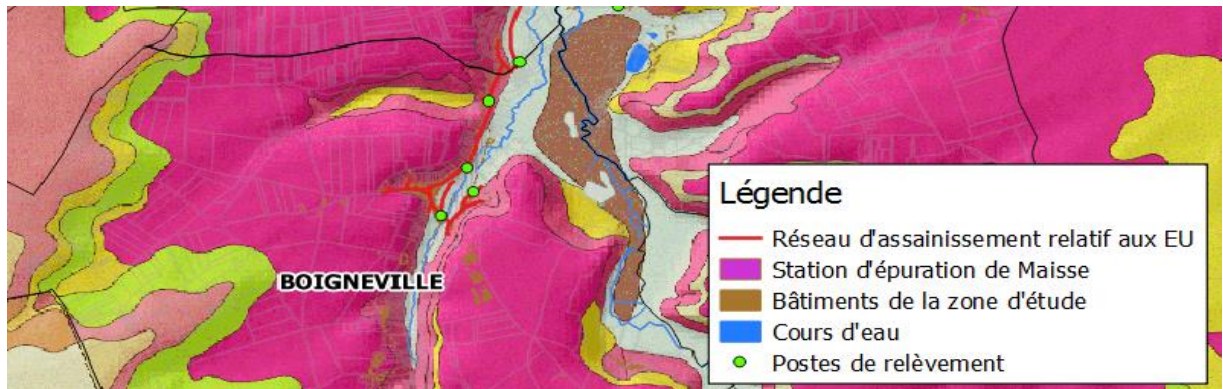 BOIGNEVILLE
Légende
Réseau d'assainissement relatif aux EU
Station d'épuration de Maisse
Bâtiments de la zone d'étude
Cours d'eau
Postes de relèvement